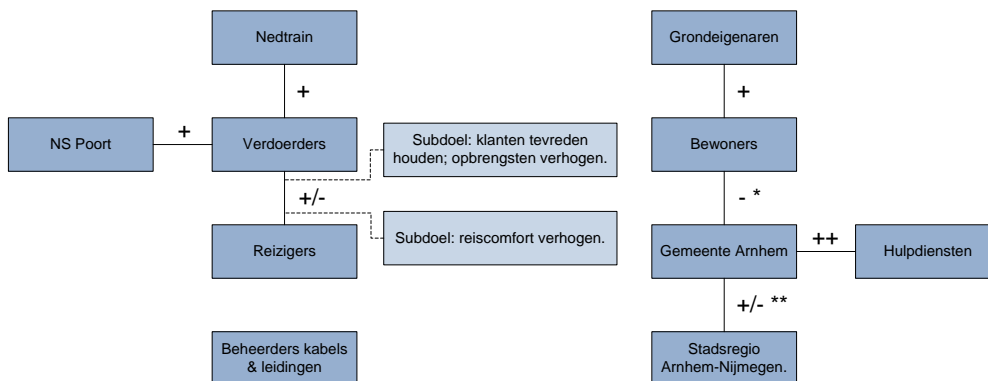 Nedtrain
Grondeigenaren
+
+
NS Poort
+
Verdoerders
Subdoel: klanten tevreden
houden; opbrengsten verhogen.
Bewoners
+/-
- *
Reizigers
Subdoel: reiscomfort verhogen.
Gemeente Arnhem
++
Hulpdiensten
+/- **
Beheerders kabels
& leidingen
Stadsregio
Arnhem-Nijmegen.